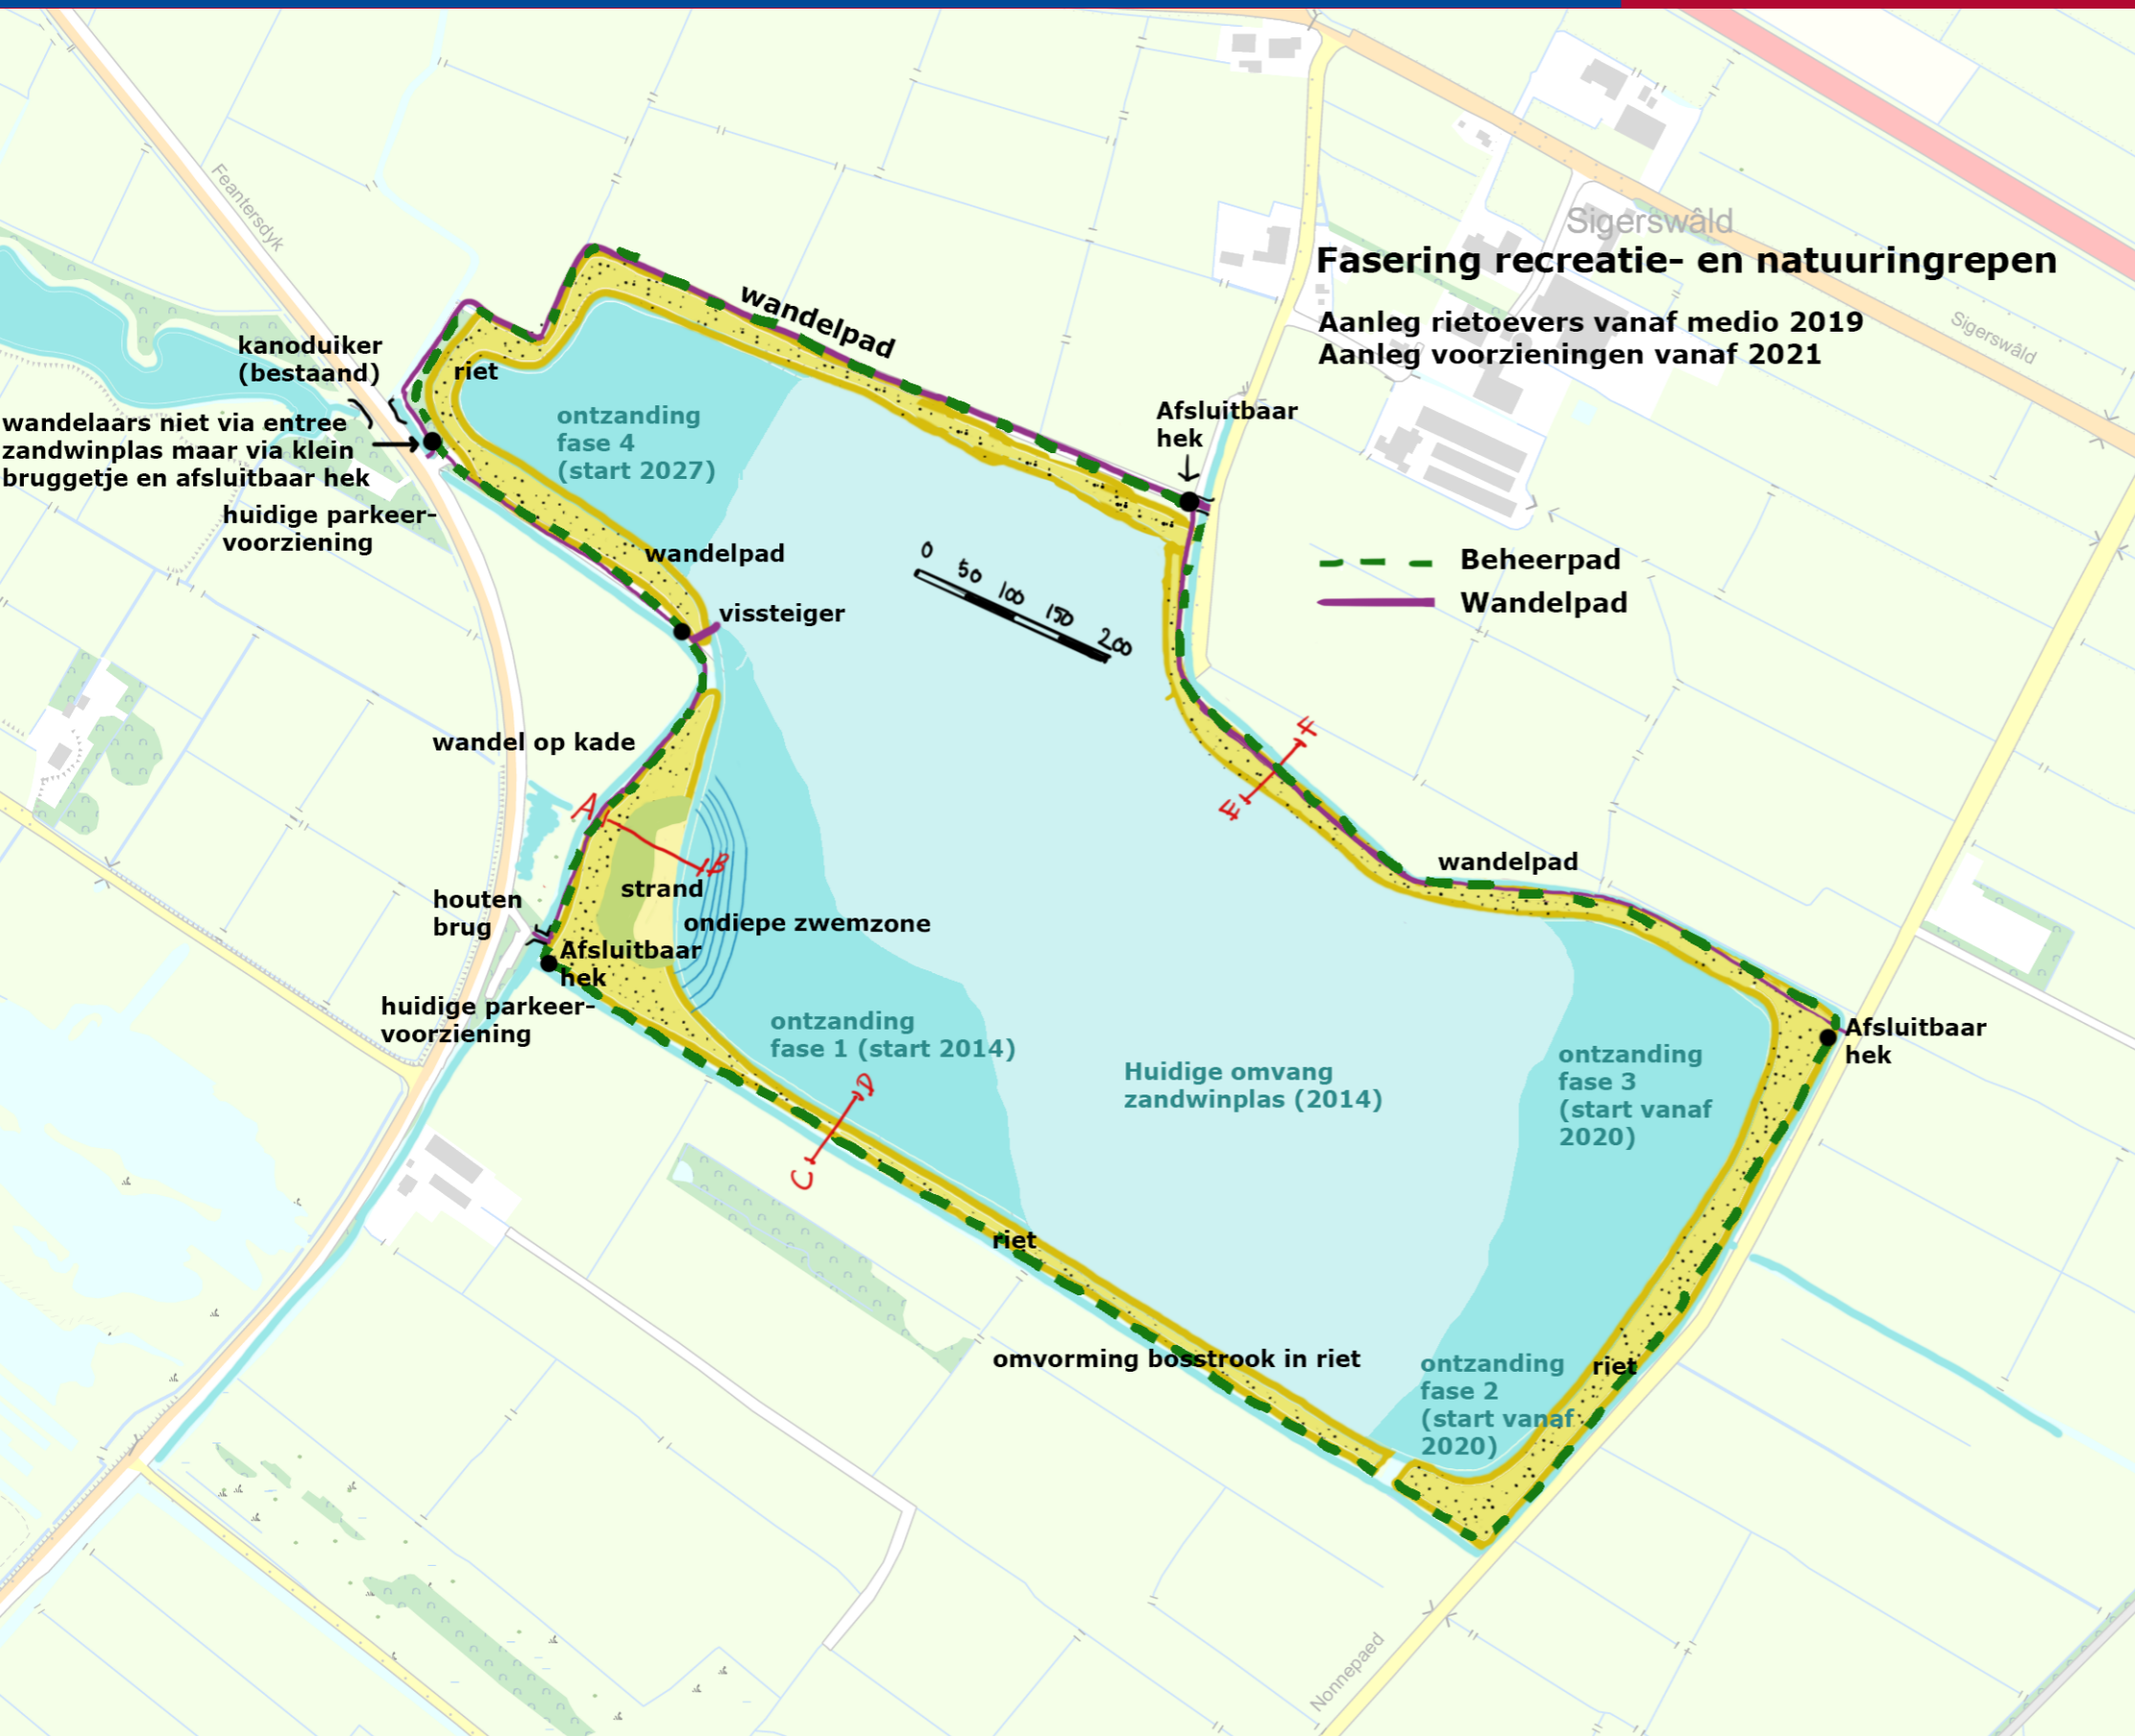 Feantersdyk
Sigerswâld
Fasering recreatie- en natuuringrepen
Aanleg rietoevers vanaf medio 2019
Aanleg voorzieningen vanaf 2021
Sigerswâld
wandelpad
kanoduiker
(bestaand)
riet
wandelaars niet via entree
zandwinplas maar via klein
bruggetje en afsluitbaar hek
ontzanding
fase 4
(start 2027)
Afsluitbaar
hek
huidige parkeer-
voorziening
wandelpad
0 50 100 150 200
Beheerpad
Wandelpad
vissteiger
wandel op kade
A
B
E
wandelpad
strand
houten
brug
ondiepe zwemzone
Afsluitbaar
hek
huidige parkeer-
voorziening
ontzanding
fase 1 (start 2014)
Huidige omvang
zandwinplas (2014)
ontzanding
fase 3
(start vanaf
2020)
Afsluitbaar
hek
D
C
riet
omvorming bosstrook in riet
ontzanding
fase 2
(start vanaf
2020)
riet
Nonnepaed